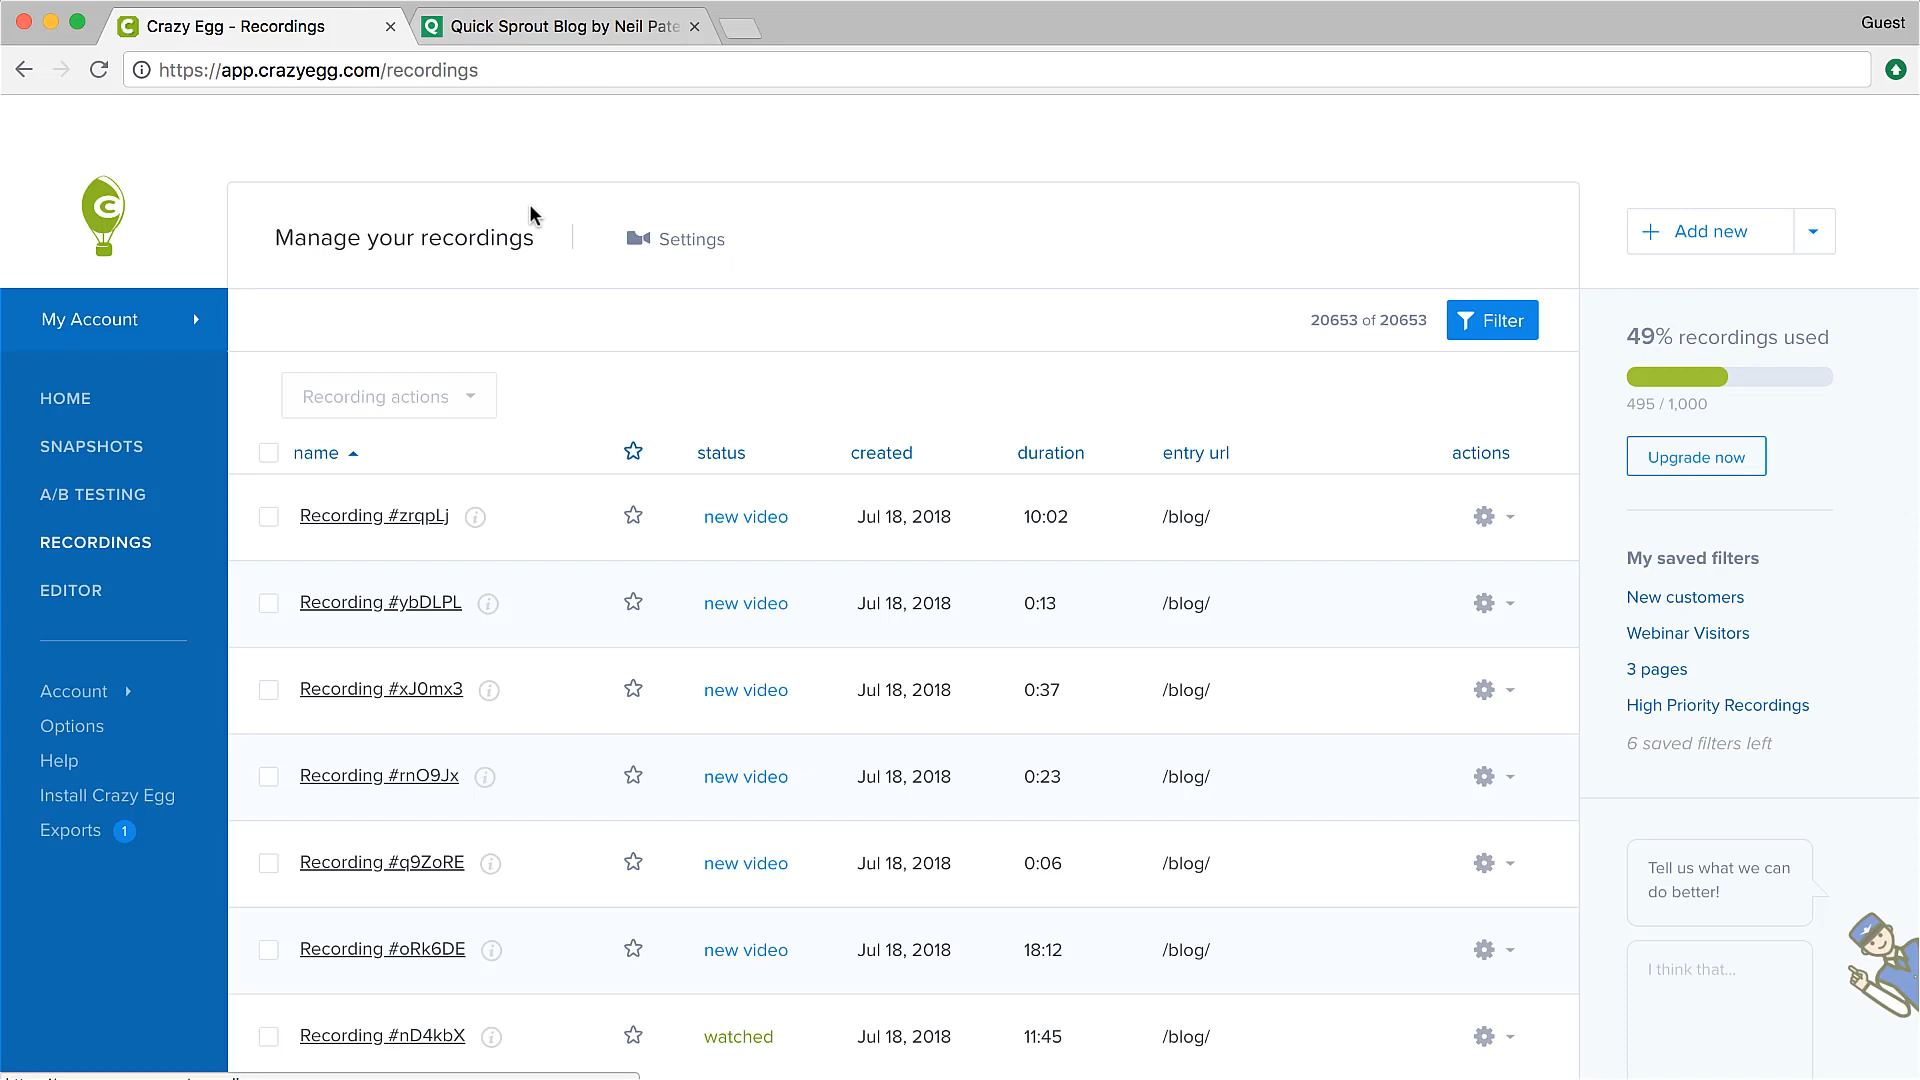 Crazy Egg - Recordings
Quick Sprout Blog by Neil Pate
Guest
https://app.crazyegg.com/recordings
Manage your recordings
Settings
Add new
My Account
20653 of 20653
Filter
49% recordings used
495 / 1,000
Upgrade now
HOME
SNAPSHOTS
A/B TESTING
RECORDINGS
EDITOR
Account
Options
Help
Install Crazy Egg
Exports 1
Recording actions
name status created duration entry url actions
Recording #zrqpLj new video Jul 18, 2018 10:02 /blog/
Recording #ybDLPL new video Jul 18, 2018 0:13 /blog/
Recording #xJ0mx3 new video Jul 18, 2018 0:37 /blog/
Recording #rnO9Jx new video Jul 18, 2018 0:23 /blog/
Recording #q9ZoRE new video Jul 18, 2018 0:06 /blog/
Recording #oRk6DE new video Jul 18, 2018 18:12 /blog/
Recording #nD4kbX watched Jul 18, 2018 11:45 /blog/
My saved filters
New customers
Webinar Visitors
3 pages
High Priority Recordings
6 saved filters left
Tell us what we can
do better!
I think that...